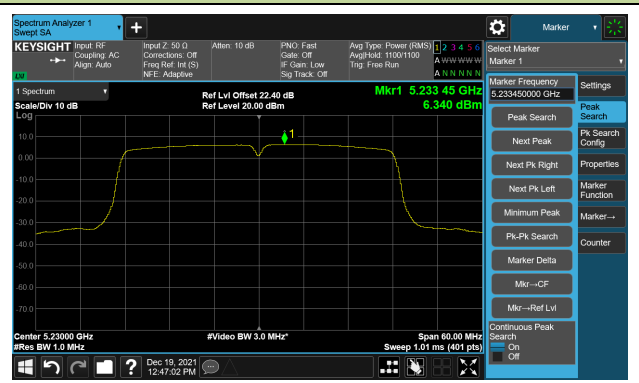 Spectrum Analyzer 1
Swept SA
Marker
KEYSIGHT
Input: RF
Coupling: AC
Align: Auto
Input Z: 50 Ω
Corrections: Off
Freq Ref: Int (S)
NFE: Adaptive
Atten: 10 dB
PNO: Fast
Gate: Off
IF Gain: Low
Sig Track: Off
Avg Type: Power (RMS)
Avg|Hold: 1100/1100
Trig: Free Run
1 2 3 4 5 6
A W W W W W
A N N N N N
LXI
Select Marker
Marker 1
1 Spectrum
Scale/Div 10 dB
Log
Ref Lvl Offset 22.40 dB
Ref Level 20.00 dBm
Mkr1 5.233 45 GHz
6.340 dBm
1
10.0
0.00
-10.0
-20.0
-30.0
-40.0
-50.0
-60.0
-70.0
Center 5.23000 GHz
#Res BW 1.0 MHz
#Video BW 3.0 MHz*
Span 60.00 MHz
Sweep 1.01 ms (401 pts)
Marker Frequency
5.233450000 GHz
Peak Search
Next Peak
Next Pk Right
Next Pk Left
Minimum Peak
Pk-Pk Search
Marker Delta
Mkr→CF
Mkr→Ref Lvl
Continuous Peak
Search
On
Off
Settings
Peak
Search
Pk Search
Config
Properties
Marker
Function
Marker→
Counter
?
Dec 19, 2021
12:47:02 PM